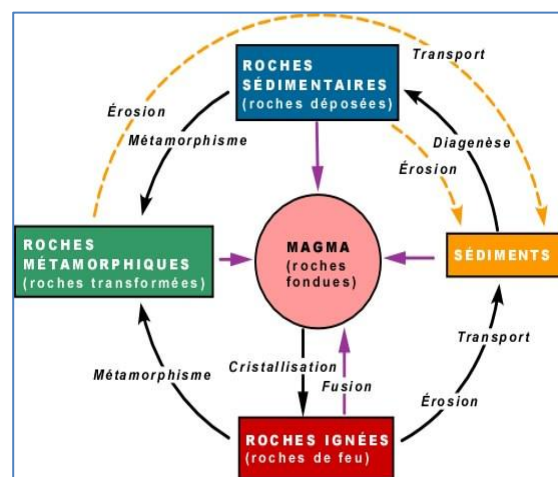 ROCHES
SÉDIMENTAIRES
(roches déposées)
Transport
Érosion
Métamorphisme
Diagenèse
Érosion
ROCHES
MÉTAMORPHIQUES
(roches transformées)
MAGMA
(roches
fondues)
SÉDIMENTS
Transport
Métamorphisme
Cristallisation
Fusion
Érosion
ROCHES IGNÉES
(roches de feu)